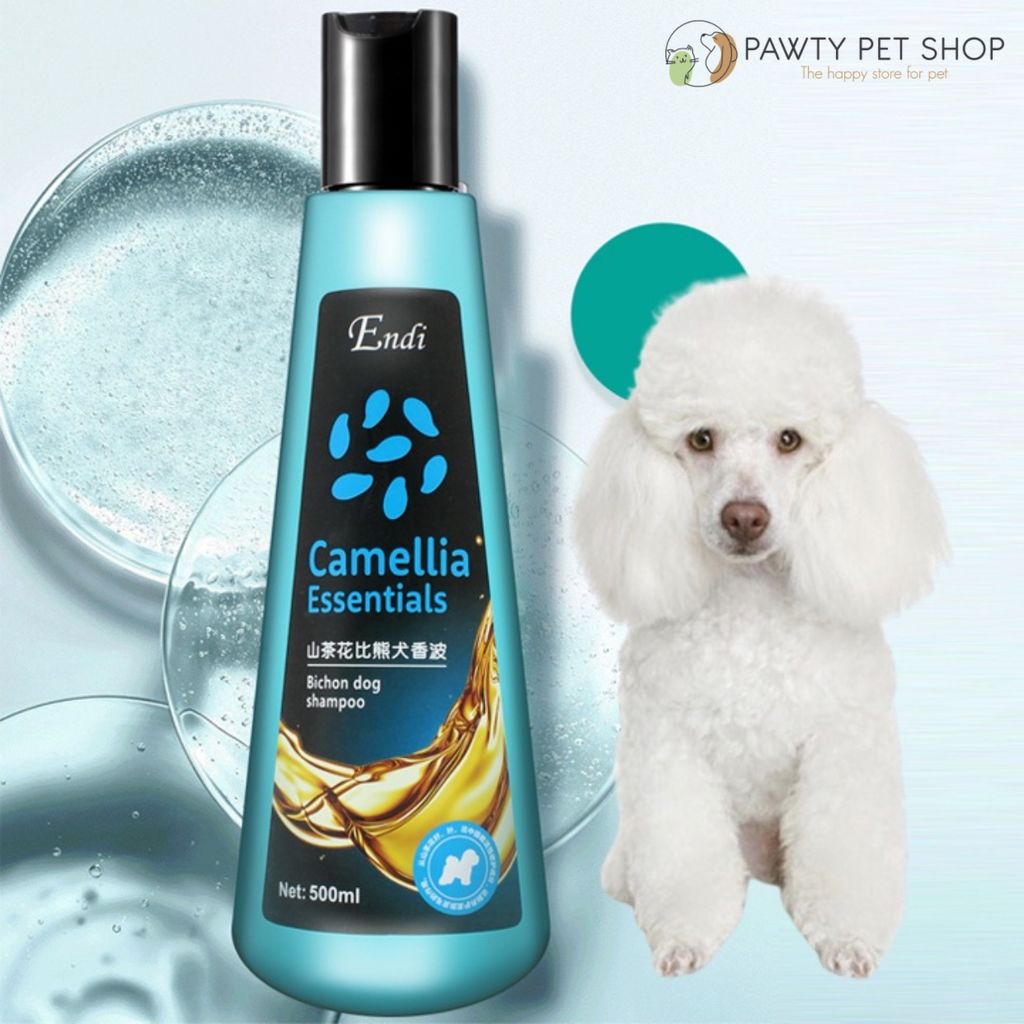 PAWTY PET SHOP
The happy store for pet
Endi
Camellia
Essentials
山茶花比熊犬香波
Bichon dog
shampoo
Net: 500ml